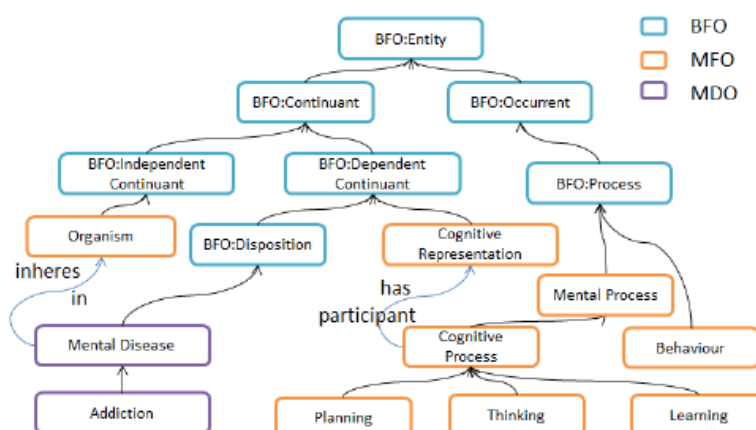 BFO:Entity
BFO
MFO
MDO
BFO:Continuant
BFO:Occurrent
BFO:Independent
Continuant
BFO:Dependent
Continuant
BFO:Process
Organism
BFO:Disposition
Cognitive
Representation
inheres
in
has
participant
Mental Process
Mental Disease
Cognitive
Process
Behaviour
Addiction
Planning
Thinking
Learning